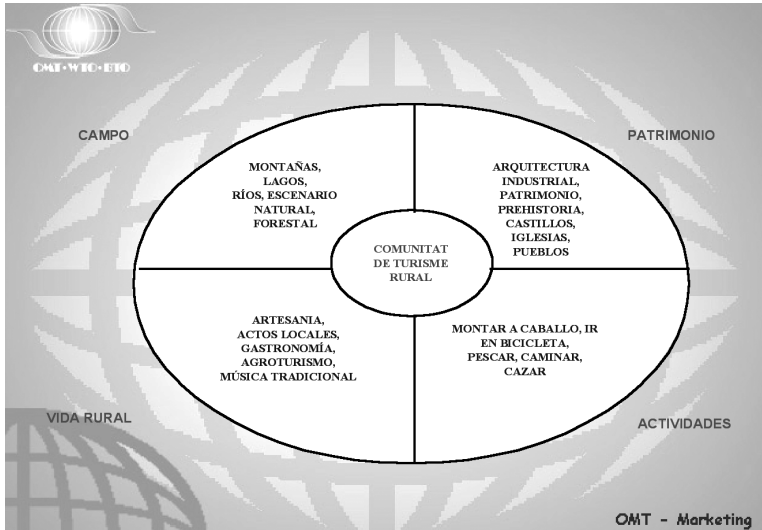 OMT·WTO·BTO
CAMPO
PATRIMONIO
MONTAÑAS,
LAGOS,
RÍOS, ESCENARIO
NATURAL,
FORESTAL
ARQUITECTURA
INDUSTRIAL,
PATRIMONIO,
PREHISTORIA,
CASTILLOS,
IGLESIAS,
PUEBLOS
COMUNITAT
DE TURISME
RURAL
ARTESANIA,
ACTOS LOCALES,
GASTRONOMÍA,
AGROTURISMO,
MÚSICA TRADICIONAL
MONTAR A CABALLO, IR
EN BICICLETA,
PESCAR, CAMINAR,
CAZAR
VIDA RURAL
ACTIVIDADES
OMT - Marketing